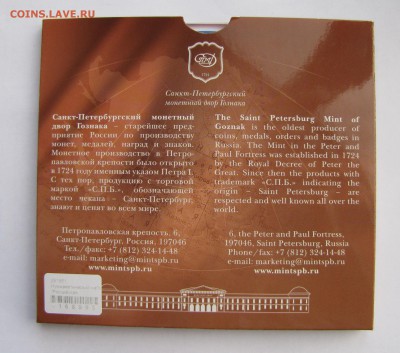 COINS.LAVE.RU
1724
Санкт-Петербургский
монетный двор Гознака
Санкт-Петербургский монетный
двор Гознака – старейшее пред-
приятие России по производству
монет, медалей, наград и знаков.
Монетное производство в Петро-
павловской крепости было открыто
в 1724 году именным указом Петра I.
С тех пор, продукцию с торговой
маркой «С.П.Б.», обозначающей
место чекана – Санкт-Петербург,
знают и ценят во всем мире.
Петропавловская крепость, 6,
Санкт-Петербург, Россия, 197046
Тел./факс: +7 (812) 324-14-48
e-mail: marketing@mintspb.ru
www.mintspb.ru
The Saint Petersburg Mint of
Goznak is the oldest producer of
coins, medals, orders and badges in
Russia. The Mint in the Peter and
Paul Fortress was established in 1724
by the Royal Decree of Peter the
Great. Since then the products with
trademark «С.П.Б.» indicating the
origin – Saint Petersburg – are
respected and well known all over the
world.
6, the Peter and Paul Fortress,
197046, Saint Petersburg, Russia
Phone/fax: +7 (812) 324-14-48
e-mail: marketing@mintspb.ru
www.mintspb.ru